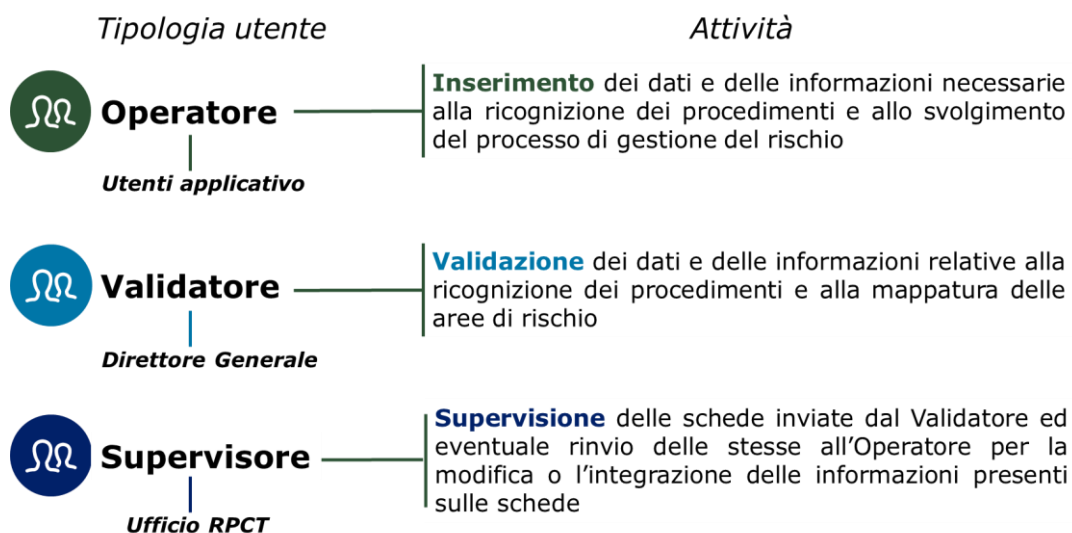 Tipologia utente
Attività
Operatore
Utenti applicativo
Inserimento dei dati e delle informazioni necessarie
alla ricognizione dei procedimenti e allo svolgimento
del processo di gestione del rischio
Validatore
Direttore Generale
Validazione dei dati e delle informazioni relative alla
ricognizione dei procedimenti e alla mappatura delle
aree di rischio
Supervisore
Ufficio RPCT
Supervisione delle schede inviate dal Validatore ed
eventuale rinvio delle stesse all’Operatore per la
modifica o l’integrazione delle informazioni presenti
sulle schede